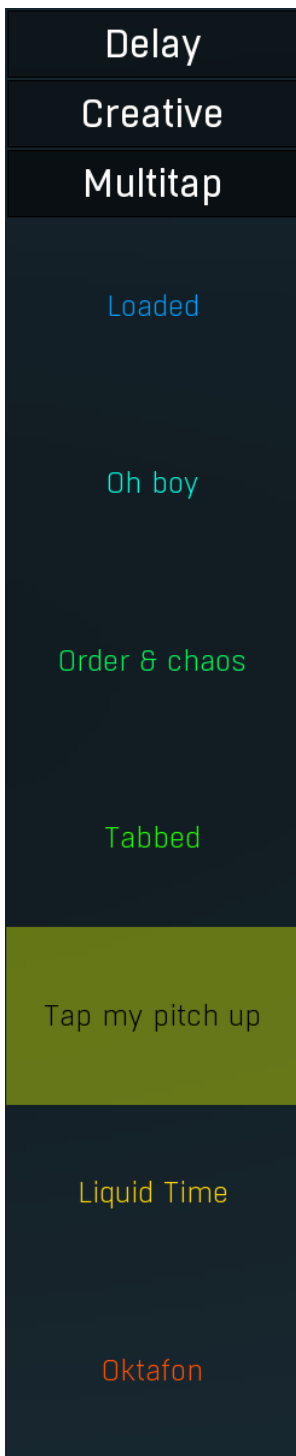 Delay
Creative
Multitap
Loaded
Oh boy
Order & chaos
Tabbed
Tap my pitch up
Liquid Time
Oktafon